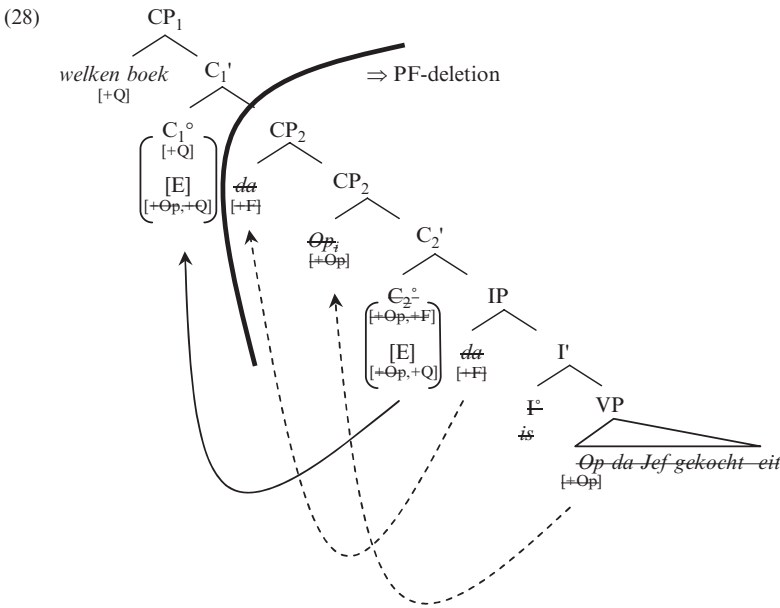 (28)
CP₁
welken boek C₁'
[+Q]
⇒ PF-deletion
C₁° CP₂
[+Q]
[E] da CP₂
[+Op,+Q] [+F]
Opᵢ C₂'
[+Op]
C₂° IP
[+Op,+F]
[E] da I'
[+Op,+Q] [+F]
I° VP
is
Op da Jef gekocht eit
[+Op]